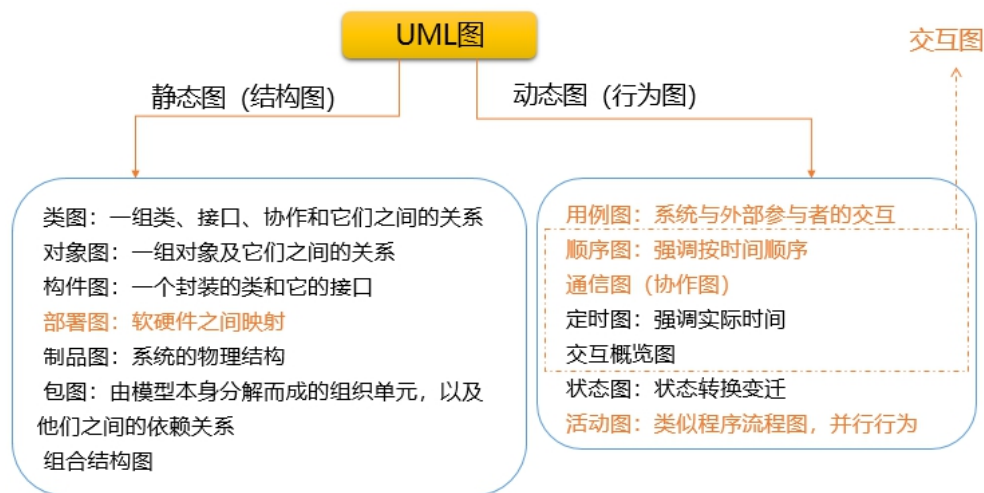 UML图
交互图
静态图（结构图）
动态图（行为图）
类图：一组类、接口、协作和它们之间的关系
对象图：一组对象及它们之间的关系
构件图：一个封装的类和它的接口
部署图：软硬件之间映射
制品图：系统的物理结构
包图：由模型本身分解而成的组织单元，以及
他们之间的依赖关系
组合结构图
用例图：系统与外部参与者的交互
顺序图：强调按时间顺序
通信图（协作图）
定时图：强调实际时间
交互概览图
状态图：状态转换变迁
活动图：类似程序流程图，并行行为